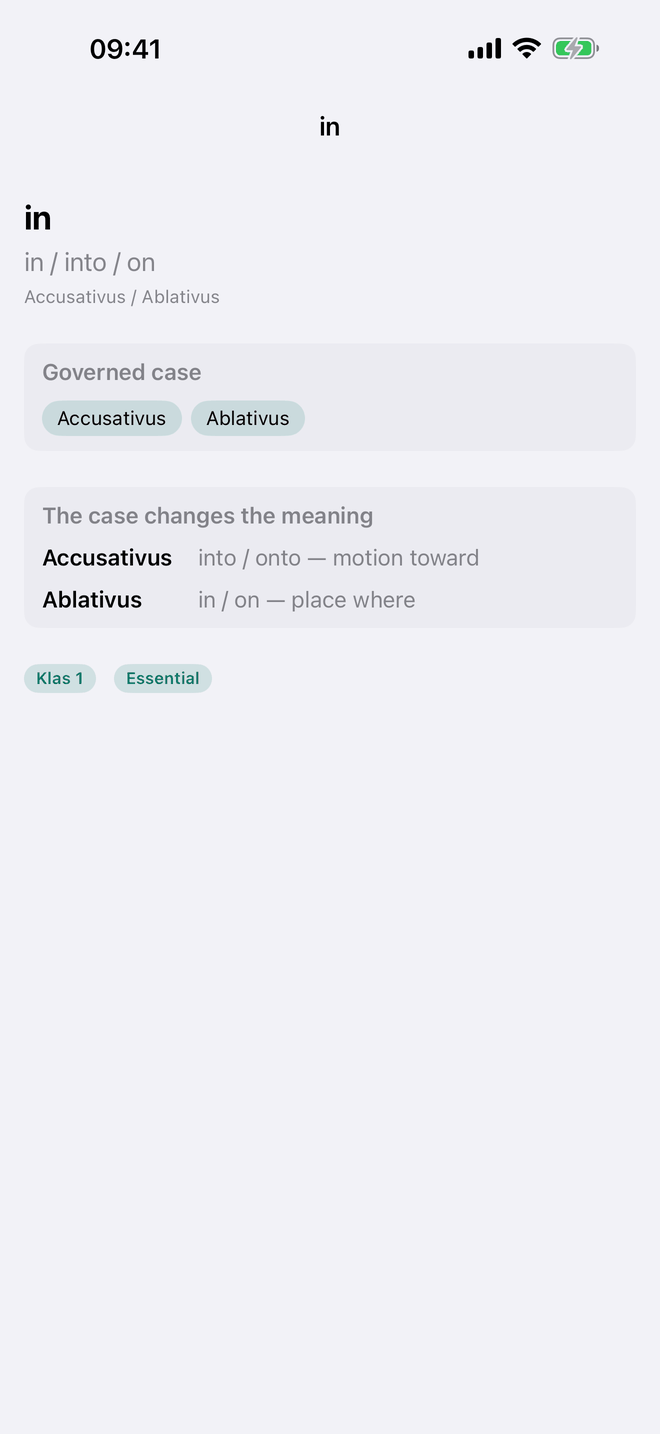 09:41
in
in
in / into / on
Accusativus / Ablativus
Governed case
Accusativus Ablativus
The case changes the meaning
Accusativus into / onto — motion toward
Ablativus in / on — place where
Klas 1 Essential